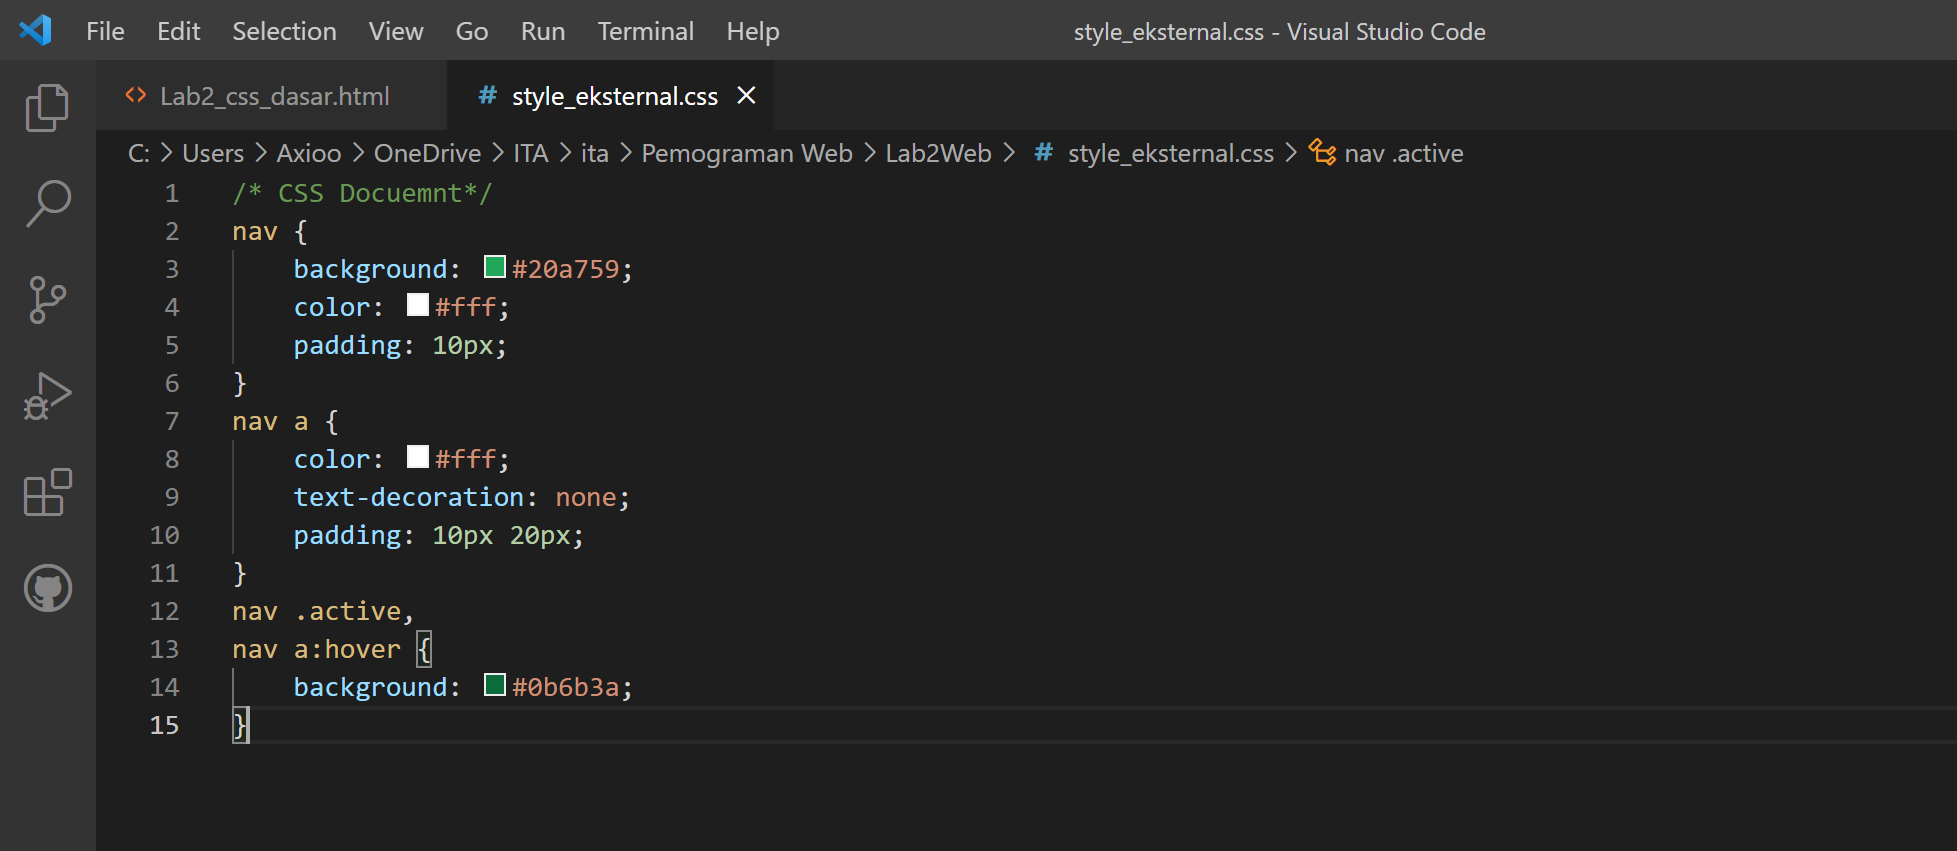 File Edit Selection View Go Run Terminal Help style_eksternal.css - Visual Studio Code
<> Lab2_css_dasar.html # style_eksternal.css ×
C: > Users > Axioo > OneDrive > ITA > ita > Pemograman Web > Lab2Web > # style_eksternal.css > nav .active
1 /* CSS Docuemnt*/
2 nav {
3 background: #20a759;
4 color: #fff;
5 padding: 10px;
6 }
7 nav a {
8 color: #fff;
9 text-decoration: none;
10 padding: 10px 20px;
11 }
12 nav .active,
13 nav a:hover {
14 background: #0b6b3a;
15 }